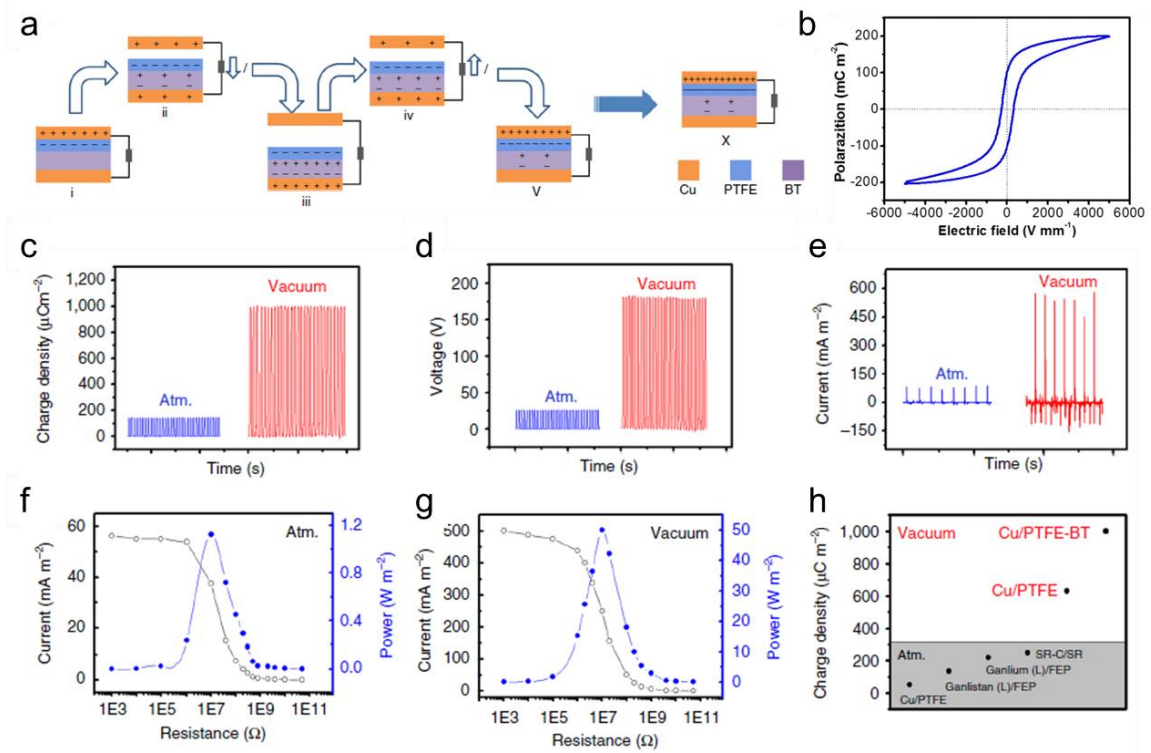 a
+ + + + + + +
- - - - - - -
i
+ + + +
- - - - - - -
+ + +
- - -
+ + + +
ii
/
- - - - - - -
+ + + + + + +
- - - - - - -
+ + + + + + +
iii
+ + + +
- - - - - - -
+ + +
- - -
+ + + +
iv
/
+ + + + + + + + + +
+ +
- -
V
+ + + + + + + + + + +
+ +
- -
X
Cu
PTFE
BT
b
Polarazition (mC m⁻²)
200
100
0
-100
-200
-6000 -4000 -2000 0 2000 4000 6000
Electric field (V mm⁻¹)
c
Charge density (μCm⁻²)
1,200
1,000
800
600
400
200
0
Atm.
Vacuum
Time (s)
d
Voltage (V)
200
150
100
50
0
Atm.
Vacuum
Time (s)
e
Current (mA m⁻²)
600
450
300
150
0
−150
Atm.
Vacuum
Time (s)
f
Current (mA m⁻²)
60
40
20
0
Atm.
1.2
0.8
0.4
0.0
Power (W m⁻²)
1E3 1E5 1E7 1E9 1E11
Resistance (Ω)
g
Current (mA m⁻²)
500
400
300
200
100
0
Vacuum
50
40
30
20
10
0
Power (W m⁻²)
1E3 1E5 1E7 1E9 1E11
Resistance (Ω)
h
Charge density (μC m⁻²)
1,000
800
600
400
200
0
Vacuum
Cu/PTFE-BT
Cu/PTFE
Atm.
SR-C/SR
Ganlium (L)/FEP
Ganlistan (L)/FEP
Cu/PTFE